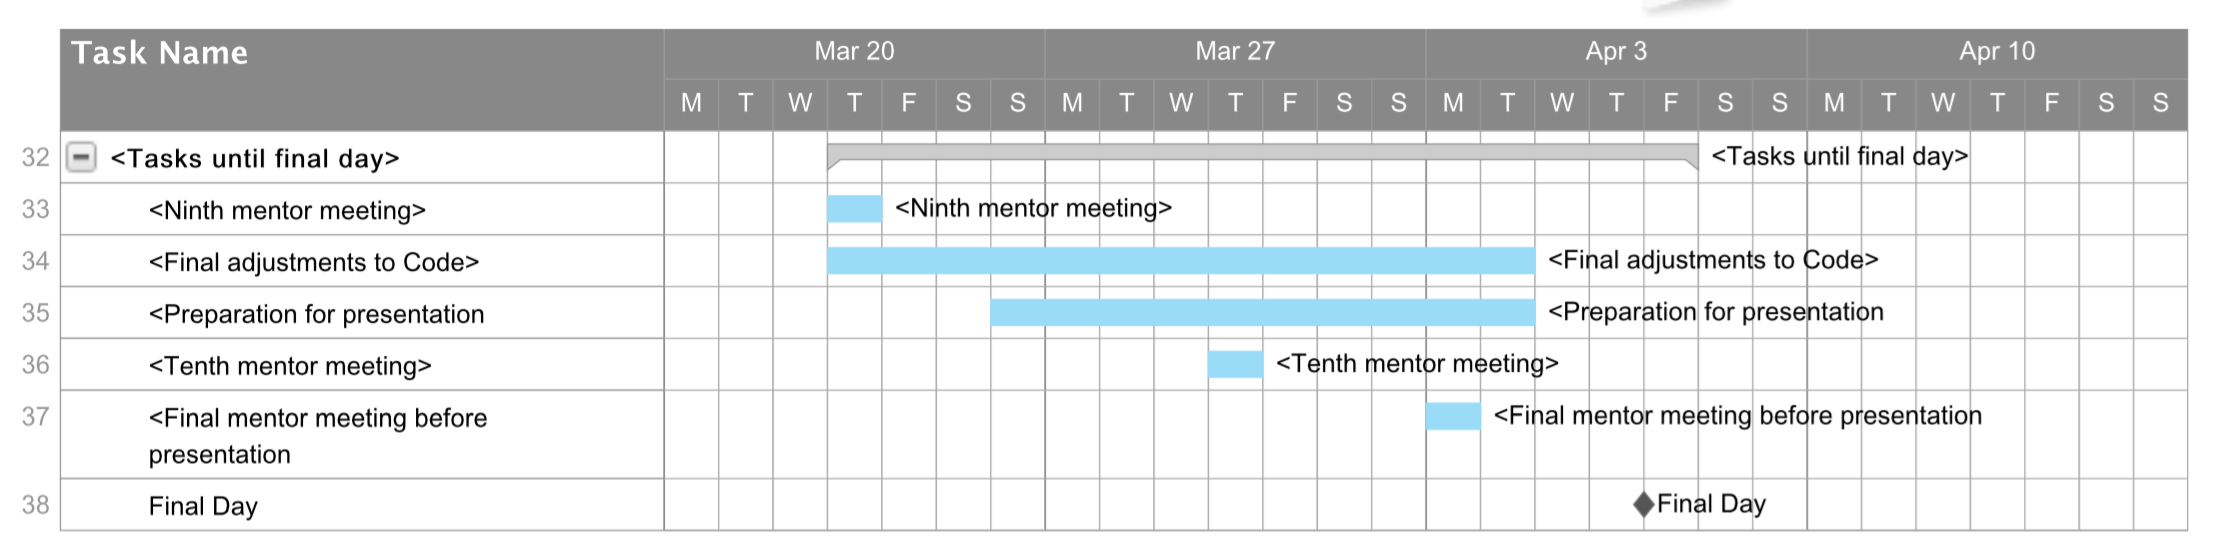 Task Name Mar 20 Mar 27 Apr 3 Apr 10
M T W T F S S M T W T F S S M T W T F S S M T W T F S S
32 <Tasks until final day> <Tasks until final day>
33 <Ninth mentor meeting> <Ninth mentor meeting>
34 <Final adjustments to Code> <Final adjustments to Code>
35 <Preparation for presentation <Preparation for presentation
36 <Tenth mentor meeting> <Tenth mentor meeting>
37 <Final mentor meeting before <Final mentor meeting before presentation
presentation
38 Final Day Final Day